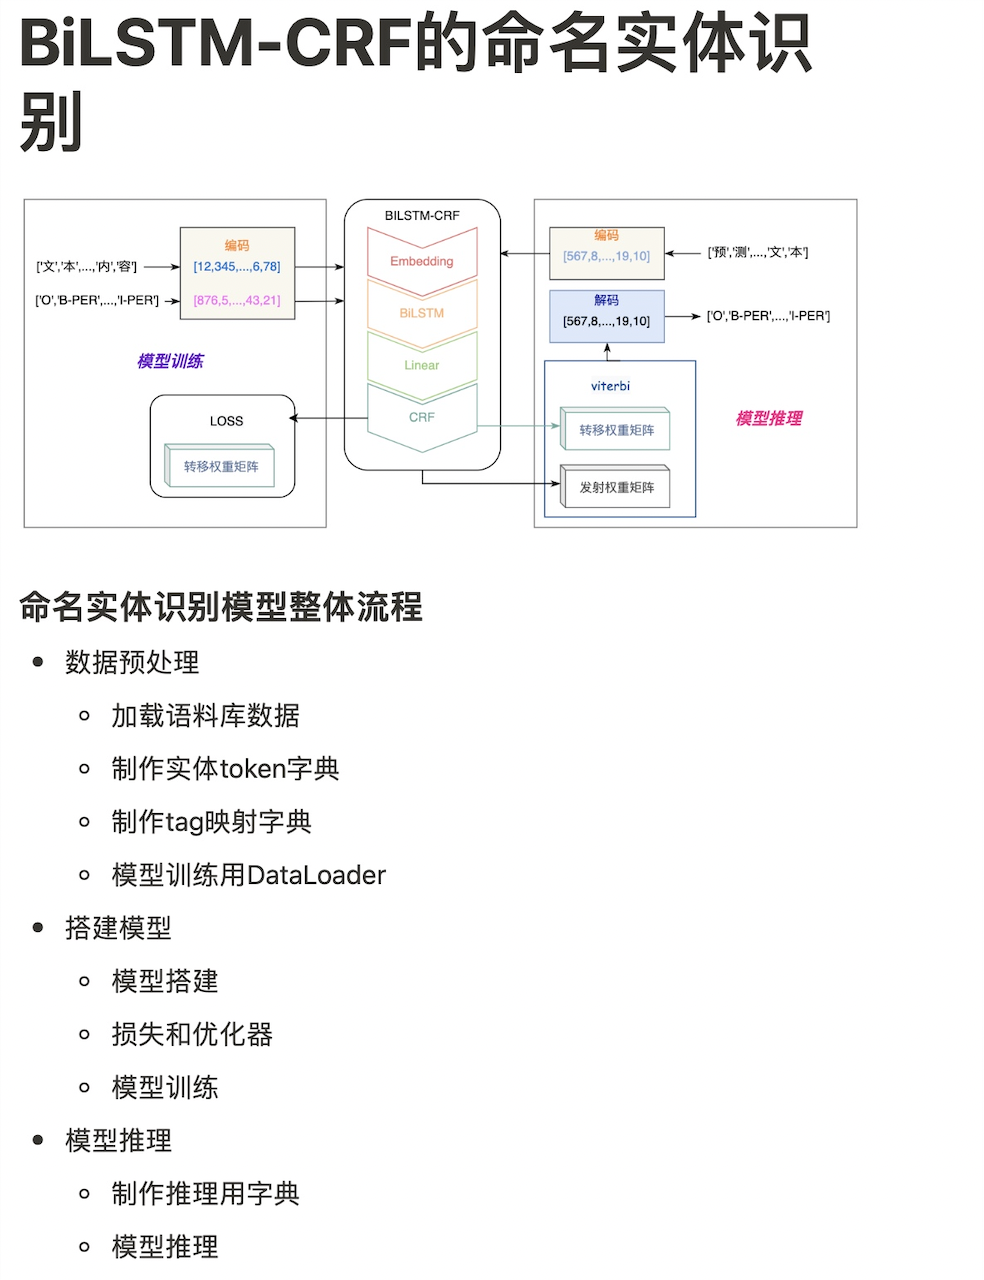 BiLSTM-CRF的命名实体识
别
BILSTM-CRF
编码
['文','本',...,'内','容']
[12,345,...,6,78]
['O','B-PER',...,'I-PER']
[876,5,...,43,21]
模型训练
LOSS
转移权重矩阵
Embedding
BiLSTM
Linear
CRF
编码
[567,8,...,19,10]
['预','测',...,'文','本']
解码
[567,8,...,19,10]
['O','B-PER',...,'I-PER']
viterbi
转移权重矩阵
发射权重矩阵
模型推理
命名实体识别模型整体流程
数据预处理
加载语料库数据
制作实体token字典
制作tag映射字典
模型训练用DataLoader
搭建模型
模型搭建
损失和优化器
模型训练
模型推理
制作推理用字典
模型推理